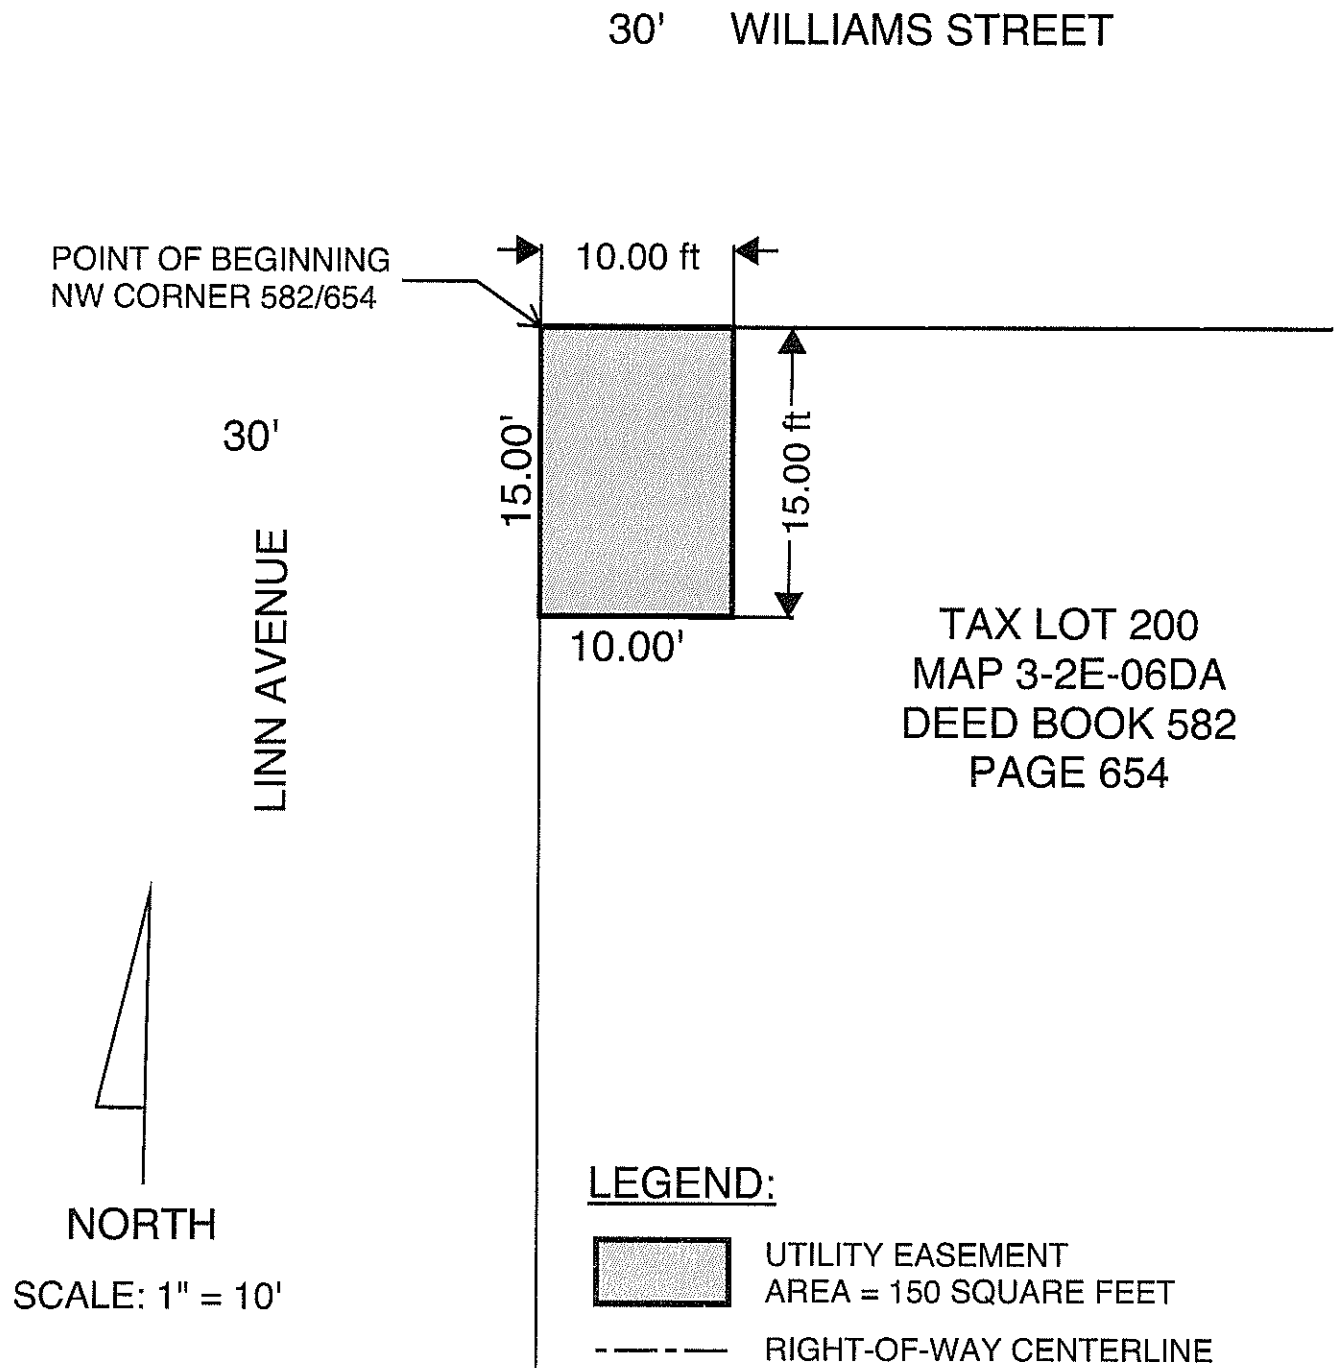 30' WILLIAMS STREET
POINT OF BEGINNING
NW CORNER 582/654
10.00 ft
30'
15.00'
15.00 ft
LINN AVENUE
10.00'
TAX LOT 200
MAP 3-2E-06DA
DEED BOOK 582
PAGE 654
NORTH
SCALE: 1" = 10'
LEGEND:
UTILITY EASEMENT
AREA = 150 SQUARE FEET
RIGHT-OF-WAY CENTERLINE